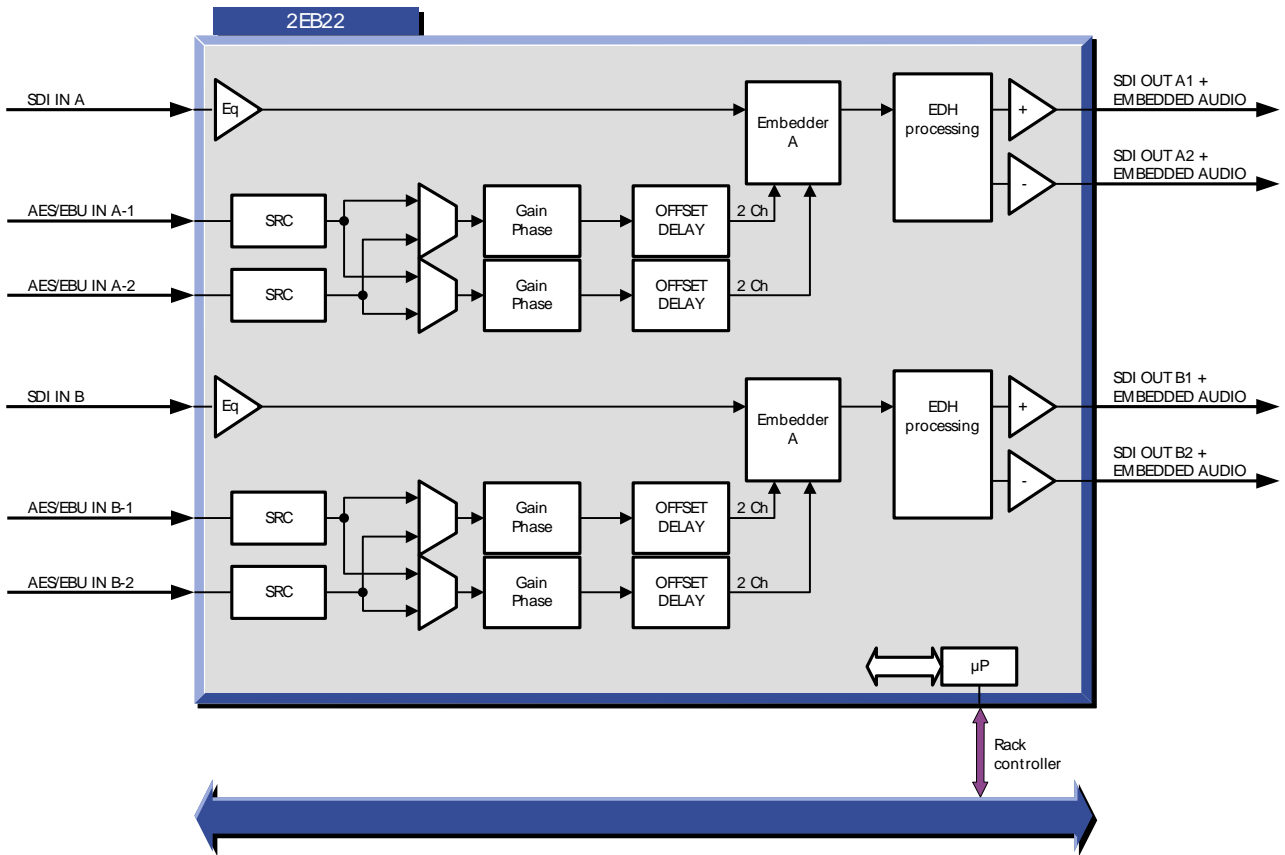 2EB22
SDI IN A
Eq
Embedder
A
EDH
processing
+
-
SDI OUT A1 +
EMBEDDED AUDIO
SDI OUT A2 +
EMBEDDED AUDIO
AES/EBU IN A-1
SRC
Gain
Phase
OFFSET
DELAY
2 Ch
AES/EBU IN A-2
SRC
Gain
Phase
OFFSET
DELAY
2 Ch
SDI IN B
Eq
Embedder
A
EDH
processing
+
-
SDI OUT B1 +
EMBEDDED AUDIO
SDI OUT B2 +
EMBEDDED AUDIO
AES/EBU IN B-1
SRC
Gain
Phase
OFFSET
DELAY
2 Ch
AES/EBU IN B-2
SRC
Gain
Phase
OFFSET
DELAY
2 Ch
µP
Rack
controller